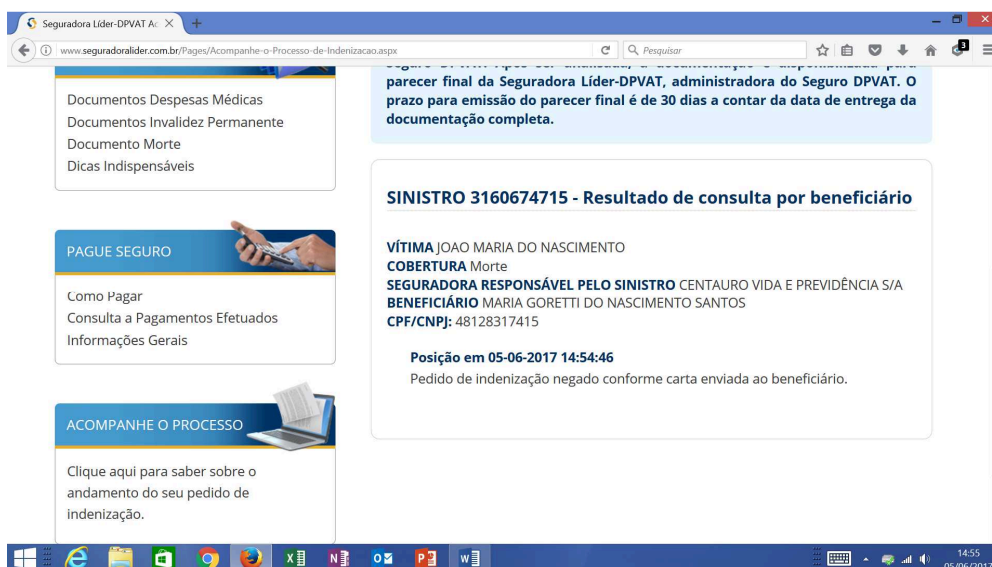 Seguradora Líder-DPVAT Ac
www.seguradoralider.com.br/Pages/Acompanhe-o-Processo-de-Indenizacao.aspx
Pesquisar
3
parecer final da Seguradora Líder-DPVAT, administradora do Seguro DPVAT. O
prazo para emissão do parecer final é de 30 dias a contar da data de entrega da
documentação completa.
Documentos Despesas Médicas
Documentos Invalidez Permanente
Documento Morte
Dicas Indispensáveis
PAGUE SEGURO
Como Pagar
Consulta a Pagamentos Efetuados
Informações Gerais
ACOMPANHE O PROCESSO
Clique aqui para saber sobre o
andamento do seu pedido de
indenização.
SINISTRO 3160674715 - Resultado de consulta por beneficiário
VÍTIMA JOAO MARIA DO NASCIMENTO
COBERTURA Morte
SEGURADORA RESPONSÁVEL PELO SINISTRO CENTAURO VIDA E PREVIDÊNCIA S/A
BENEFICIÁRIO MARIA GORETTI DO NASCIMENTO SANTOS
CPF/CNPJ: 48128317415
Posição em 05-06-2017 14:54:46
Pedido de indenização negado conforme carta enviada ao beneficiário.
14:55
05/06/2017